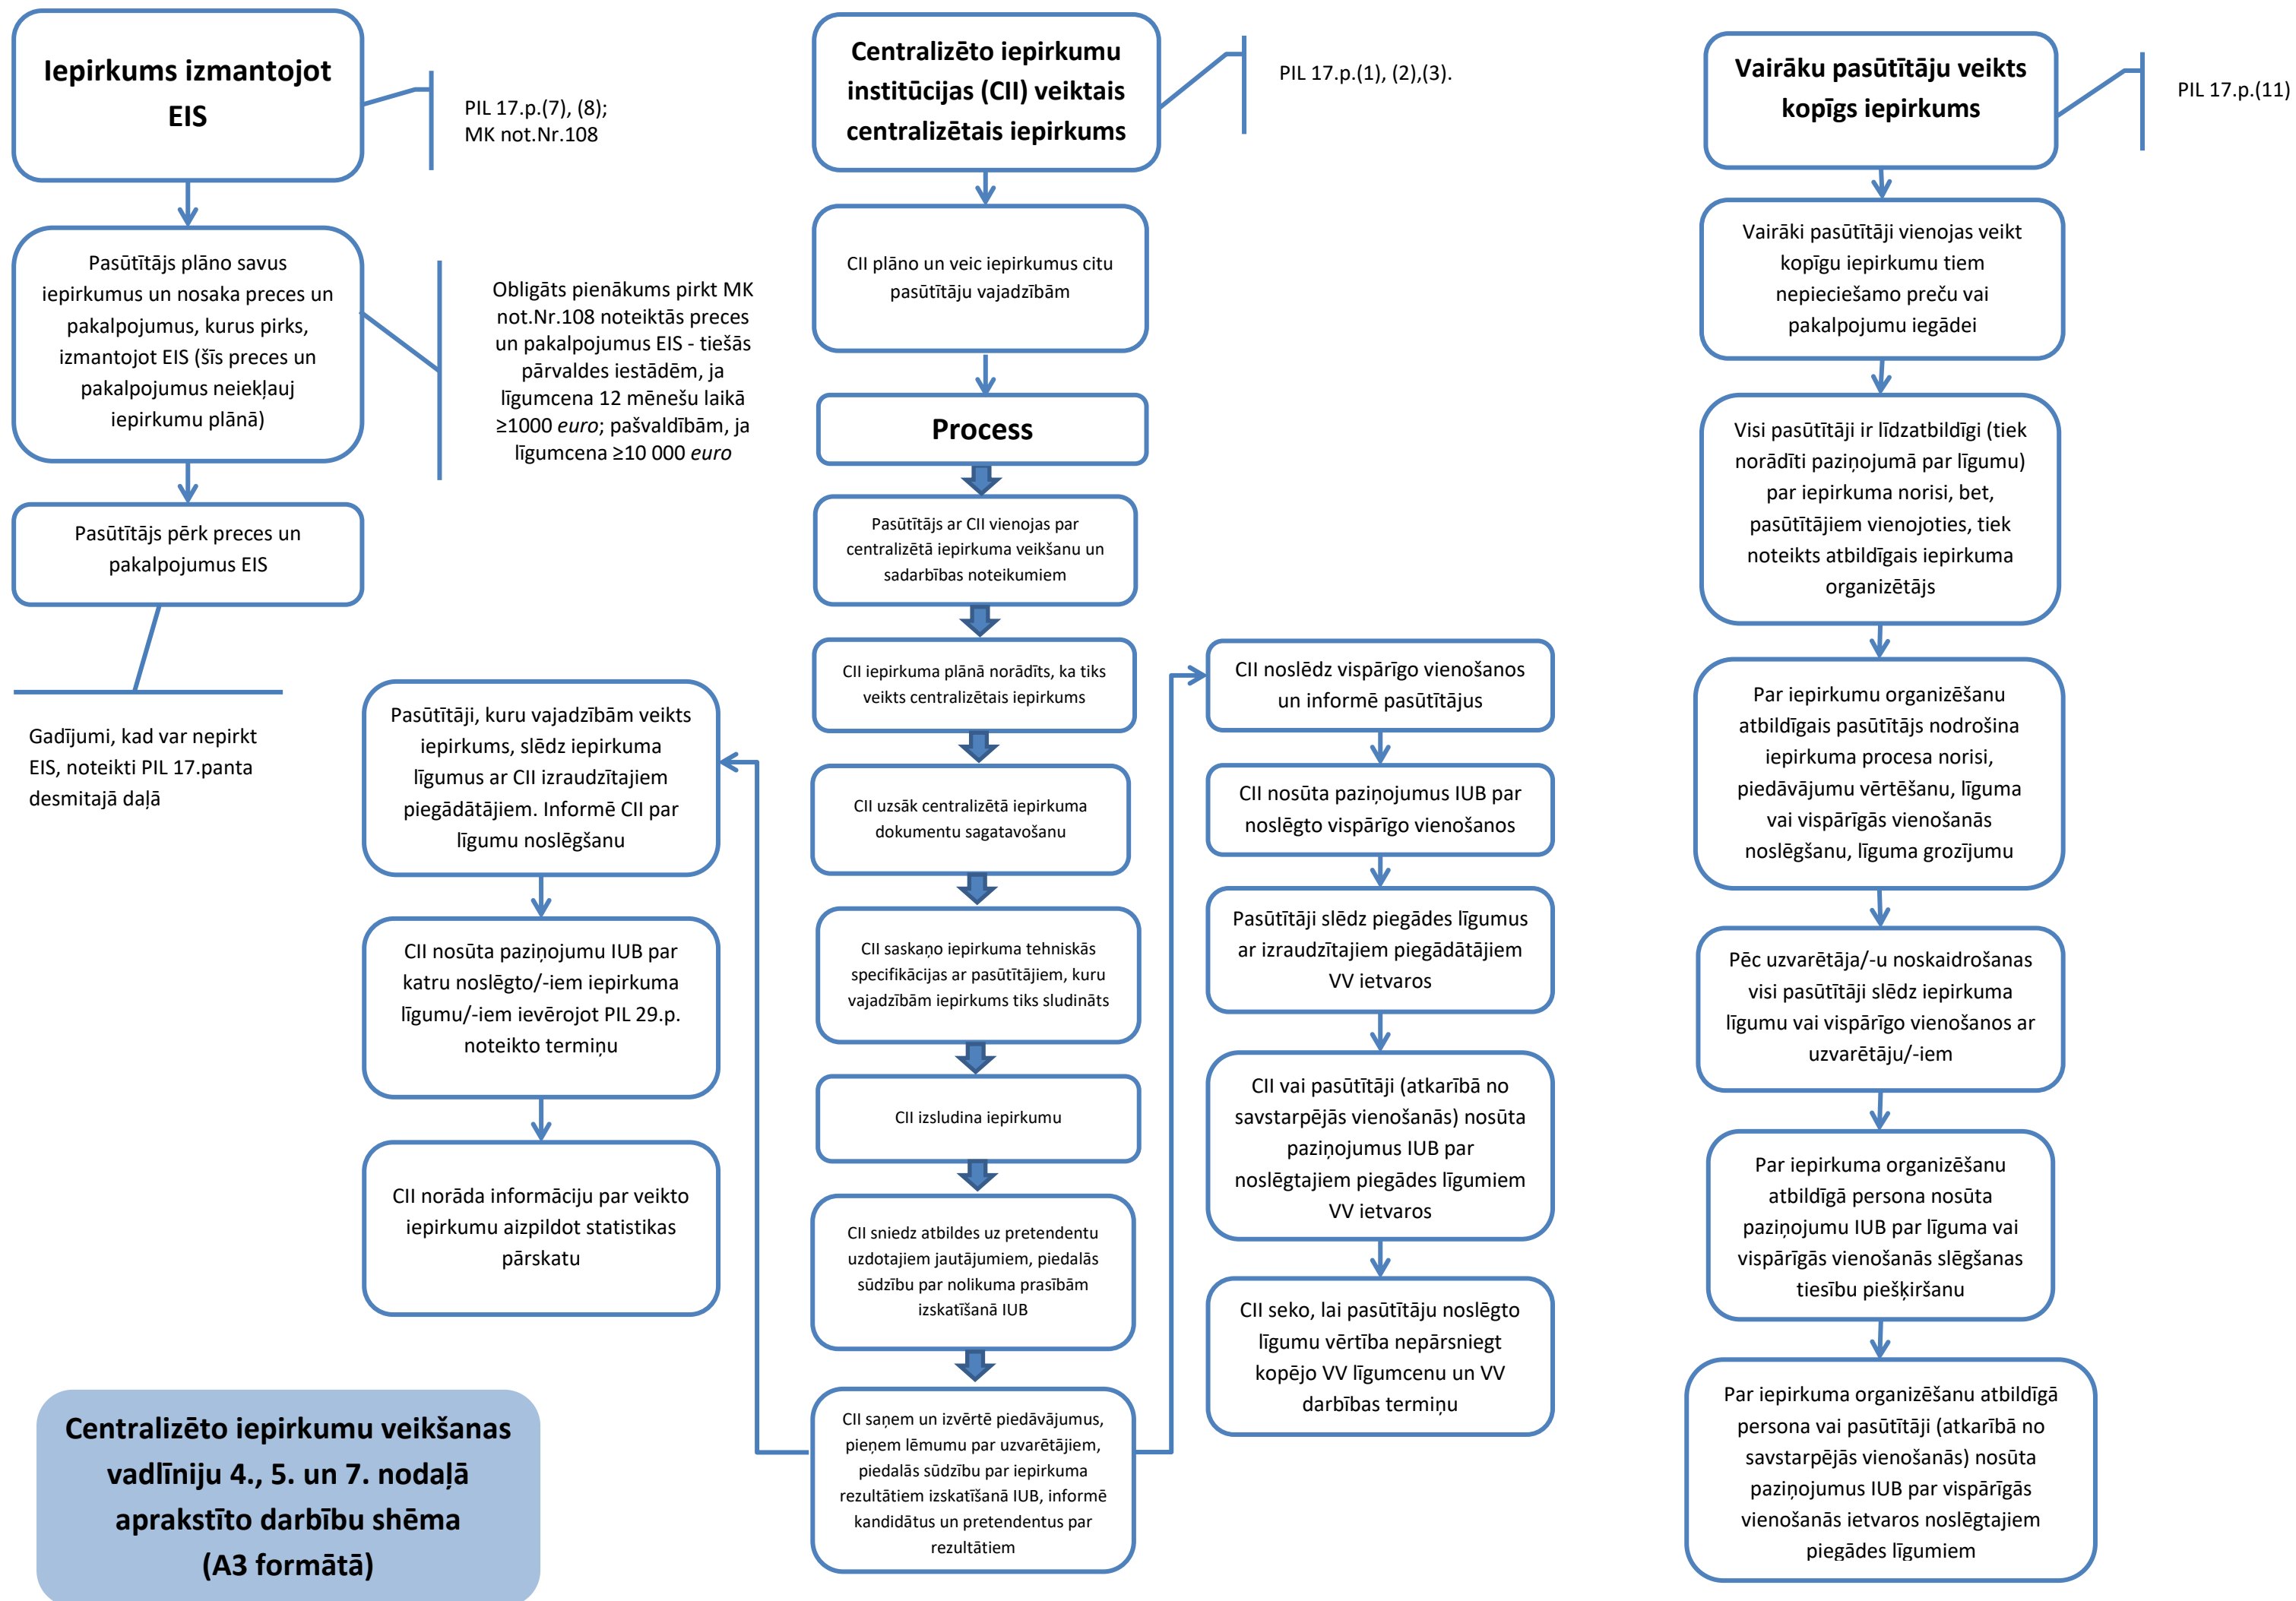 Iepirkums izmantojot
EIS
PIL 17.p.(7), (8);
MK not.Nr.108
Pasūtītājs plāno savus
iepirkumus un nosaka preces un
pakalpojumus, kurus pirks,
izmantojot EIS (šīs preces un
pakalpojumus neiekļauj
iepirkumu plānā)
Obligāts pienākums pirkt MK
not.Nr.108 noteiktās preces
un pakalpojumus EIS - tiešās
pārvaldes iestādēm, ja
līgumcena 12 mēnešu laikā
≥1000 euro; pašvaldībām, ja
līgumcena ≥10 000 euro
Pasūtītājs pērk preces un
pakalpojumus EIS
Gadījumi, kad var nepirkt
EIS, noteikti PIL 17.panta
desmitajā daļā
Centralizēto iepirkumu
institūcijas (CII) veiktais
centralizētais iepirkums
PIL 17.p.(1), (2),(3).
CII plāno un veic iepirkumus citu
pasūtītāju vajadzībām
Process
Pasūtītājs ar CII vienojas par
centralizētā iepirkuma veikšanu un
sadarbības noteikumiem
CII iepirkuma plānā norādīts, ka tiks
veikts centralizētais iepirkums
CII uzsāk centralizētā iepirkuma
dokumentu sagatavošanu
CII saskaņo iepirkuma tehniskās
specifikācijas ar pasūtītājiem, kuru
vajadzībām iepirkums tiks sludināts
CII izsludina iepirkumu
CII sniedz atbildes uz pretendentu
uzdotajiem jautājumiem, piedalās
sūdzību par nolikuma prasībām
izskatīšanā IUB
CII saņem un izvērtē piedāvājumus,
pieņem lēmumu par uzvarētājiem,
piedalās sūdzību par iepirkuma
rezultātiem izskatīšanā IUB, informē
kandidātus un pretendentus par
rezultātiem
Pasūtītāji, kuru vajadzībām veikts
iepirkums, slēdz iepirkuma
līgumus ar CII izraudzītajiem
piegādātājiem. Informē CII par
līgumu noslēgšanu
CII nosūta paziņojumu IUB par
katru noslēgto/-iem iepirkuma
līgumu/-iem ievērojot PIL 29.p.
noteikto termiņu
CII norāda informāciju par veikto
iepirkumu aizpildot statistikas
pārskatu
CII noslēdz vispārīgo vienošanos
un informē pasūtītājus
CII nosūta paziņojumus IUB par
noslēgto vispārīgo vienošanos
Pasūtītāji slēdz piegādes līgumus
ar izraudzītajiem piegādātājiem
VV ietvaros
CII vai pasūtītāji (atkarībā no
savstarpējās vienošanās) nosūta
paziņojumus IUB par
noslēgtajiem piegādes līgumiem
VV ietvaros
CII seko, lai pasūtītāju noslēgto
līgumu vērtība nepārsniegt
kopējo VV līgumcenu un VV
darbības termiņu
Vairāku pasūtītāju veikts
kopīgs iepirkums
PIL 17.p.(11)
Vairāki pasūtītāji vienojas veikt
kopīgu iepirkumu tiem
nepieciešamo preču vai
pakalpojumu iegādei
Visi pasūtītāji ir līdzatbildīgi (tiek
norādīti paziņojumā par līgumu)
par iepirkuma norisi, bet,
pasūtītājiem vienojoties, tiek
noteikts atbildīgais iepirkuma
organizētājs
Par iepirkumu organizēšanu
atbildīgais pasūtītājs nodrošina
iepirkuma procesa norisi,
piedāvājumu vērtēšanu, līguma
vai vispārīgās vienošanās
noslēgšanu, līguma grozījumu
Pēc uzvarētāja/-u noskaidrošanas
visi pasūtītāji slēdz iepirkuma
līgumu vai vispārīgo vienošanos ar
uzvarētāju/-iem
Par iepirkuma organizēšanu
atbildīgā persona nosūta
paziņojumu IUB par līguma vai
vispārīgās vienošanās slēgšanas
tiesību piešķiršanu
Par iepirkuma organizēšanu atbildīgā
persona vai pasūtītāji (atkarībā no
savstarpējās vienošanās) nosūta
paziņojumus IUB par vispārīgās
vienošanās ietvaros noslēgtajiem
piegādes līgumiem
Centralizēto iepirkumu veikšanas
vadlīniju 4., 5. un 7. nodaļā
aprakstīto darbību shēma
(A3 formātā)